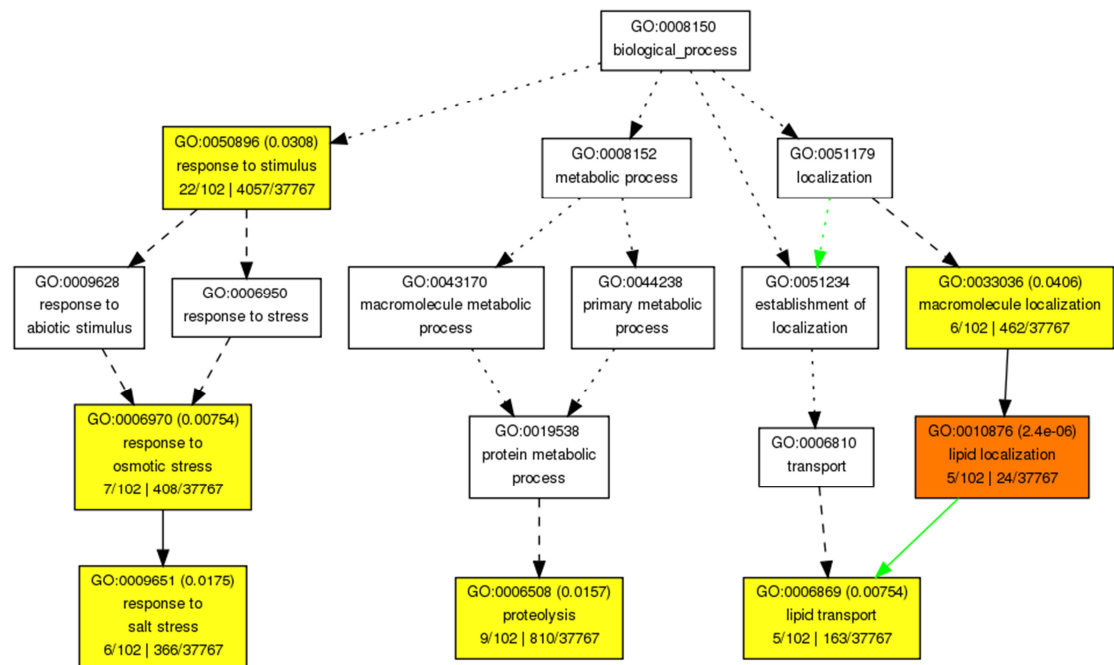 GO:0008150
biological_process
GO:0050896 (0.0308)
response to stimulus
22/102 | 4057/37767
GO:0008152
metabolic process
GO:0051179
localization
GO:0009628
response to
abiotic stimulus
GO:0006950
response to stress
GO:0043170
macromolecule metabolic
process
GO:0044238
primary metabolic
process
GO:0051234
establishment of
localization
GO:0033036 (0.0406)
macromolecule localization
6/102 | 462/37767
GO:0006970 (0.00754)
response to
osmotic stress
7/102 | 408/37767
GO:0019538
protein metabolic
process
GO:0006810
transport
GO:0010876 (2.4e-06)
lipid localization
5/102 | 24/37767
GO:0009651 (0.0175)
response to
salt stress
6/102 | 366/37767
GO:0006508 (0.0157)
proteolysis
9/102 | 810/37767
GO:0006869 (0.00754)
lipid transport
5/102 | 163/37767